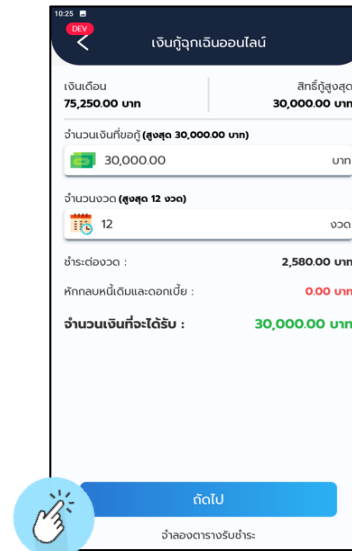 10:25
DEV
เงินกู้ฉุกเฉินออนไลน์
เงินเดือน สิทธิ์กู้สูงสุด
75,250.00 บาท 30,000.00 บาท
จำนวนเงินที่ขอกู้ (สูงสุด 30,000.00 บาท)
30,000.00 บาท
จำนวนงวด (สูงสุด 12 งวด)
12 งวด
ชำระต่องวด : 2,580.00 บาท
หักกลบหนี้เดิมและดอกเบี้ย : 0.00 บาท
จำนวนเงินที่จะได้รับ : 30,000.00 บาท
ถัดไป
จำลองตารางรับชำระ